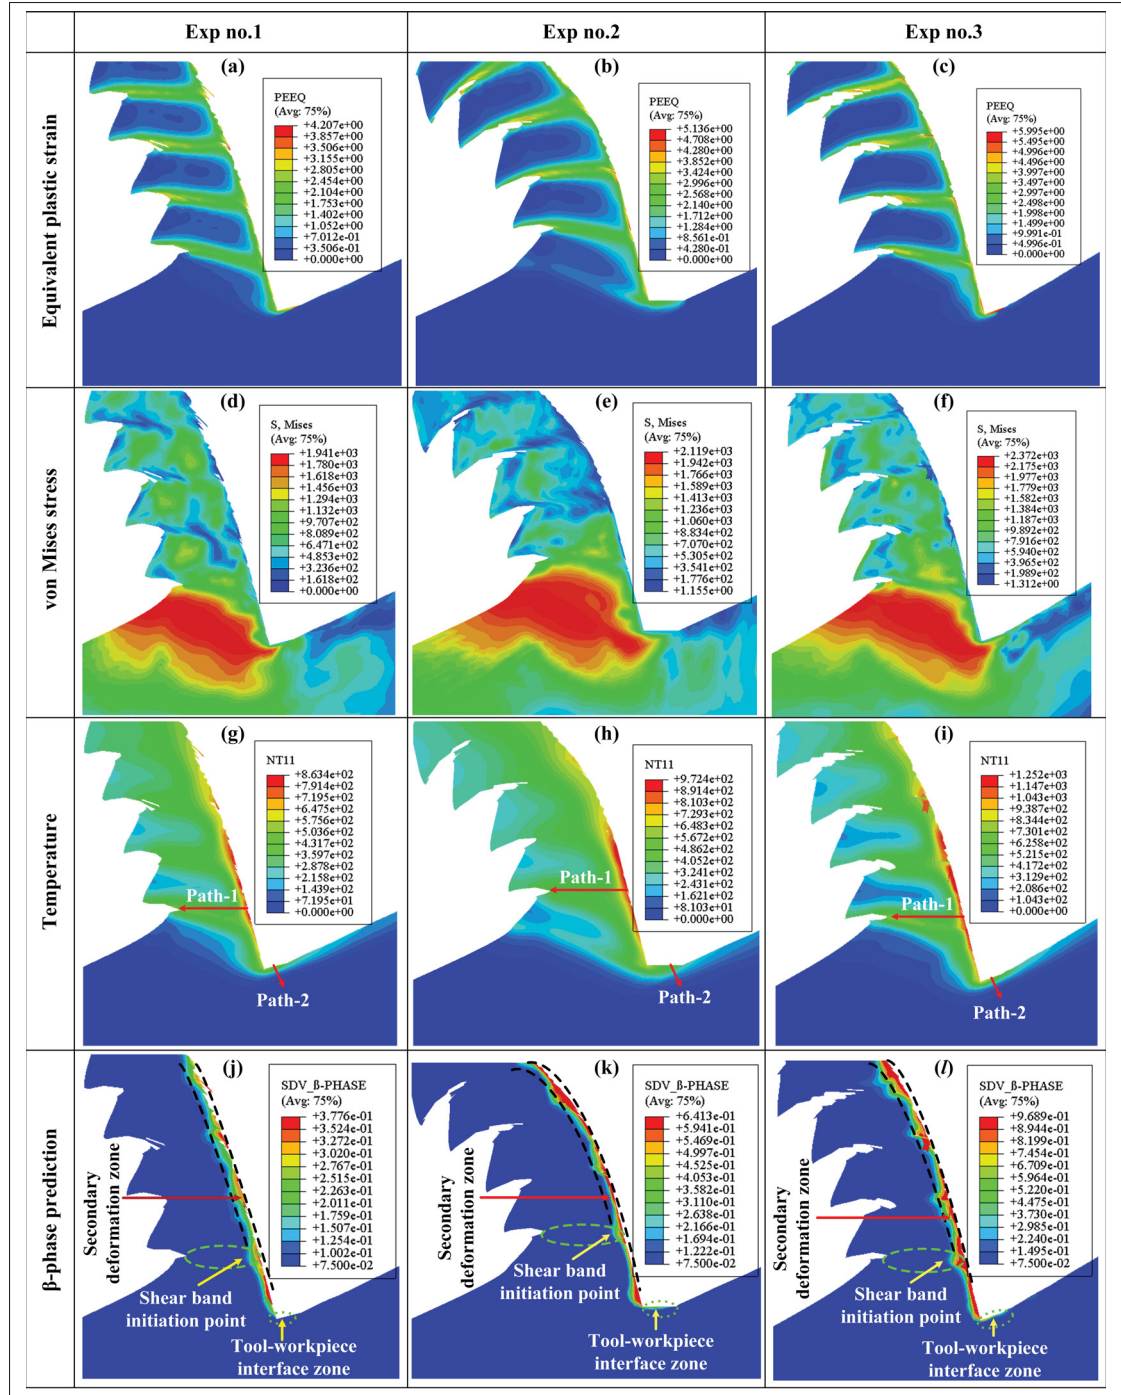 Exp no.1
Exp no.2
Exp no.3
Equivalent plastic strain
(a)
PEEQ
(Avg: 75%)
+4.207e+00
+3.857e+00
+3.506e+00
+3.155e+00
+2.805e+00
+2.454e+00
+2.104e+00
+1.753e+00
+1.402e+00
+1.052e+00
+7.012e-01
+3.506e-01
+0.000e+00
(b)
PEEQ
(Avg: 75%)
+5.136e+00
+4.708e+00
+4.280e+00
+3.852e+00
+3.424e+00
+2.996e+00
+2.568e+00
+2.140e+00
+1.712e+00
+1.284e+00
+8.561e-01
+4.280e-01
+0.000e+00
(c)
PEEQ
(Avg: 75%)
+5.995e+00
+5.495e+00
+4.996e+00
+4.496e+00
+3.997e+00
+3.497e+00
+2.997e+00
+2.498e+00
+1.998e+00
+1.499e+00
+9.991e-01
+4.996e-01
+0.000e+00
von Mises stress
(d)
S, Mises
(Avg: 75%)
+1.941e+03
+1.780e+03
+1.618e+03
+1.456e+03
+1.294e+03
+1.132e+03
+9.707e+02
+8.089e+02
+6.471e+02
+4.853e+02
+3.236e+02
+1.618e+02
+0.000e+00
(e)
S, Mises
(Avg: 75%)
+2.119e+03
+1.942e+03
+1.766e+03
+1.589e+03
+1.413e+03
+1.236e+03
+1.060e+03
+8.834e+02
+7.070e+02
+5.305e+02
+3.541e+02
+1.776e+02
+1.155e+00
(f)
S, Mises
(Avg: 75%)
+2.372e+03
+2.175e+03
+1.977e+03
+1.779e+03
+1.582e+03
+1.384e+03
+1.187e+03
+9.892e+02
+7.916e+02
+5.940e+02
+3.965e+02
+1.989e+02
+1.312e+00
Temperature
(g)
NT11
+8.634e+02
+7.914e+02
+7.195e+02
+6.475e+02
+5.756e+02
+5.036e+02
+4.317e+02
+3.597e+02
+2.878e+02
+2.158e+02
+1.439e+02
+7.195e+01
+0.000e+00
Path-1
Path-2
(h)
NT11
+9.724e+02
+8.914e+02
+8.103e+02
+7.293e+02
+6.483e+02
+5.672e+02
+4.862e+02
+4.052e+02
+3.241e+02
+2.431e+02
+1.621e+02
+8.103e+01
+0.000e+00
Path-1
Path-2
(i)
NT11
+1.252e+03
+1.147e+03
+1.043e+03
+9.387e+02
+8.344e+02
+7.301e+02
+6.258e+02
+5.215e+02
+4.172e+02
+3.129e+02
+2.086e+02
+1.043e+02
+0.000e+00
Path-1
Path-2
β-phase prediction
(j)
SDV_β-PHASE
(Avg: 75%)
+3.776e-01
+3.524e-01
+3.272e-01
+3.020e-01
+2.767e-01
+2.515e-01
+2.263e-01
+2.011e-01
+1.759e-01
+1.507e-01
+1.254e-01
+1.002e-01
+7.500e-02
Secondary
deformation zone
Shear band
initiation point
Tool-workpiece
interface zone
(k)
SDV_β-PHASE
(Avg: 75%)
+6.413e-01
+5.941e-01
+5.469e-01
+4.997e-01
+4.525e-01
+4.053e-01
+3.582e-01
+3.110e-01
+2.638e-01
+2.166e-01
+1.694e-01
+1.222e-01
+7.500e-02
Secondary
deformation zone
Shear band
initiation point
Tool-workpiece
interface zone
(l)
SDV_β-PHASE
(Avg: 75%)
+9.689e-01
+8.944e-01
+8.199e-01
+7.454e-01
+6.709e-01
+5.964e-01
+5.220e-01
+4.475e-01
+3.730e-01
+2.985e-01
+2.240e-01
+1.495e-01
+7.500e-02
Secondary
deformation zone
Shear band
initiation point
Tool-workpiece
interface zone